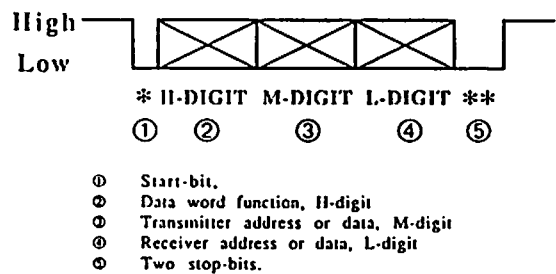 High
Low
* H-DIGIT M-DIGIT L-DIGIT **
① ② ③ ④ ⑤
① Start-bit,
② Data word function, H-digit
③ Transmitter address or data, M-digit
④ Receiver address or data, L-digit
⑤ Two stop-bits.